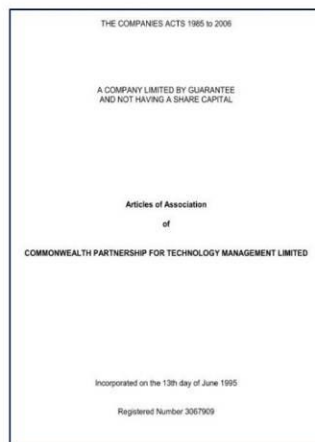 THE COMPANIES ACTS 1985 to 2006
A COMPANY LIMITED BY GUARANTEE
AND NOT HAVING A SHARE CAPITAL
Articles of Association
of
COMMONWEALTH PARTNERSHIP FOR TECHNOLOGY MANAGEMENT LIMITED
Incorporated on the 13th day of June 1995
Registered Number 3067909